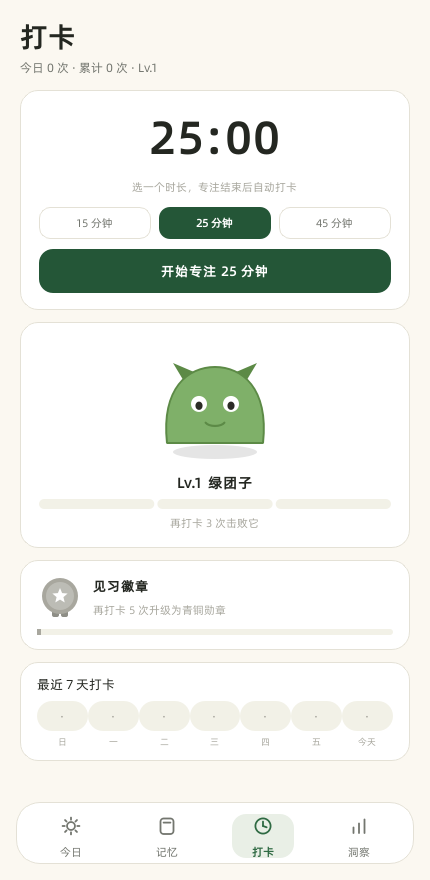 打卡
今日 0 次 · 累计 0 次 · Lv.1
25:00
选一个时长，专注结束后自动打卡
15 分钟
25 分钟
45 分钟
开始专注 25 分钟
Lv.1 绿团子
再打卡 3 次击败它
见习徽章
再打卡 5 次升级为青铜勋章
最近 7 天打卡
· · · · · · ·
日 一 二 三 四 五 今天
今日 记忆 打卡 洞察